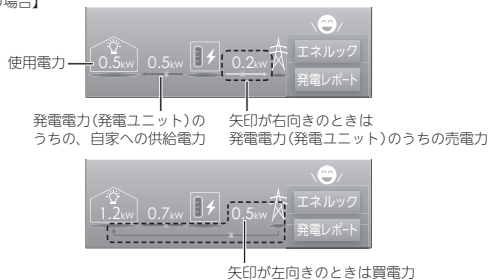 の場合】
0.5kw 0.5kw 0.2kw エネルック
発電レポート
使用電力
発電電力(発電ユニット)の
うちの、自家への供給電力
矢印が右向きのときは
発電電力(発電ユニット)のうちの売電力
1.2kw 0.7kw 0.5kw エネルック
発電レポート
矢印が左向きのときは買電力